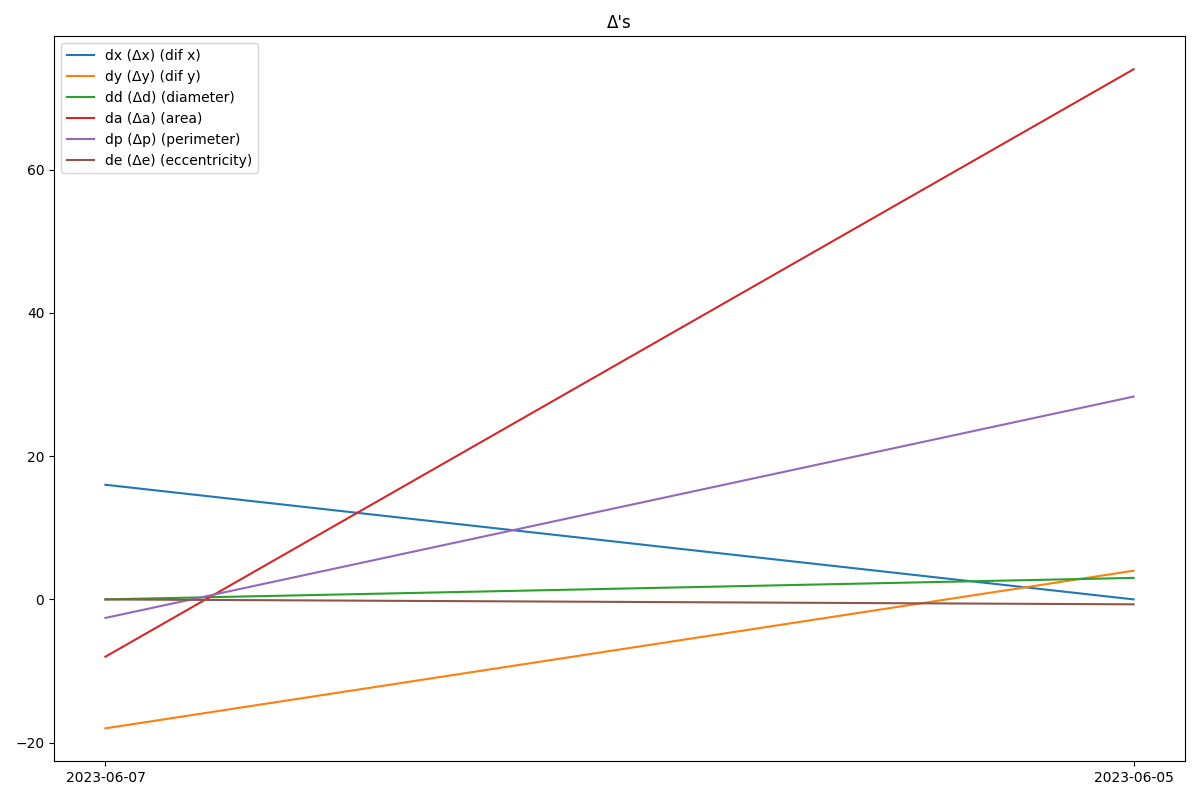 Δ's
dx (Δx) (dif x)
dy (Δy) (dif y)
dd (Δd) (diameter)
da (Δa) (area)
dp (Δp) (perimeter)
de (Δe) (eccentricity)
60
40
20
0
−20
2023-06-07 2023-06-05